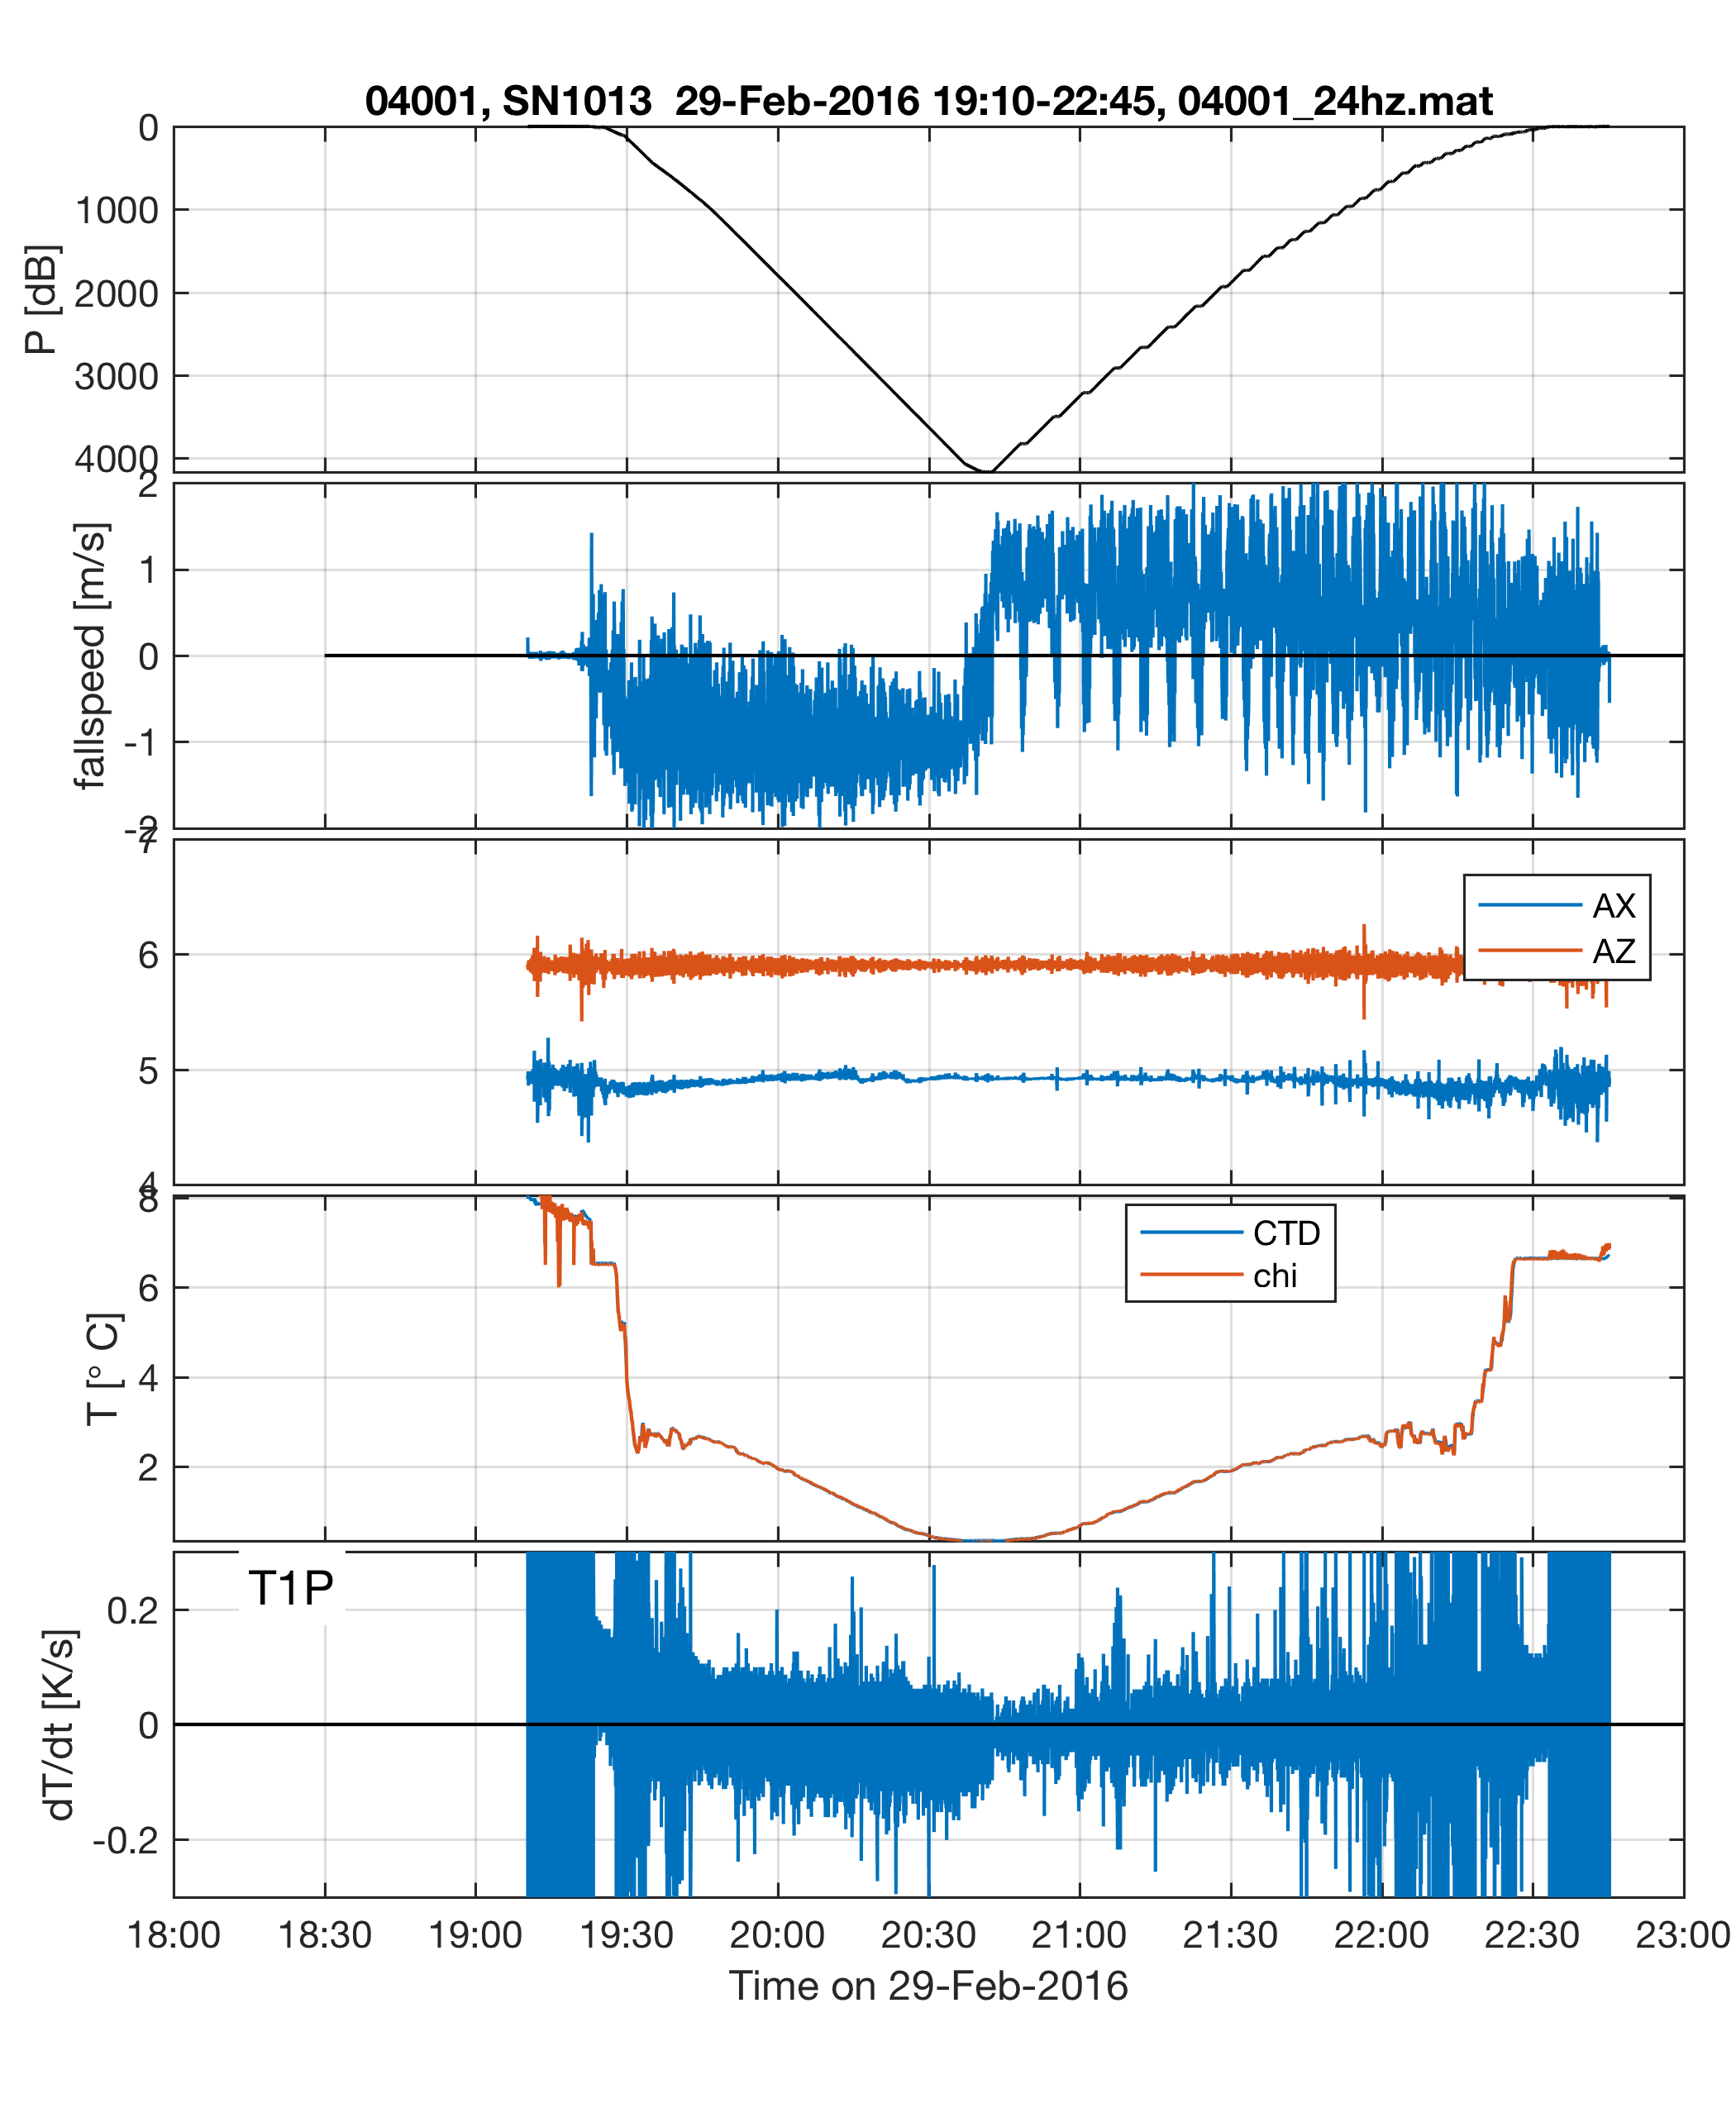 04001, SN1013  29-Feb-2016 19:10-22:45, 04001_24hz.mat
0
1000
2000
3000
4000
P [dB]
2
1
0
-1
-2
fallspeed [m/s]
7
6
5
4
AX
AZ
8
6
4
2
T [° C]
CTD
chi
T1P
0.2
0
-0.2
dT/dt [K/s]
18:00 18:30 19:00 19:30 20:00 20:30 21:00 21:30 22:00 22:30 23:00
Time on 29-Feb-2016